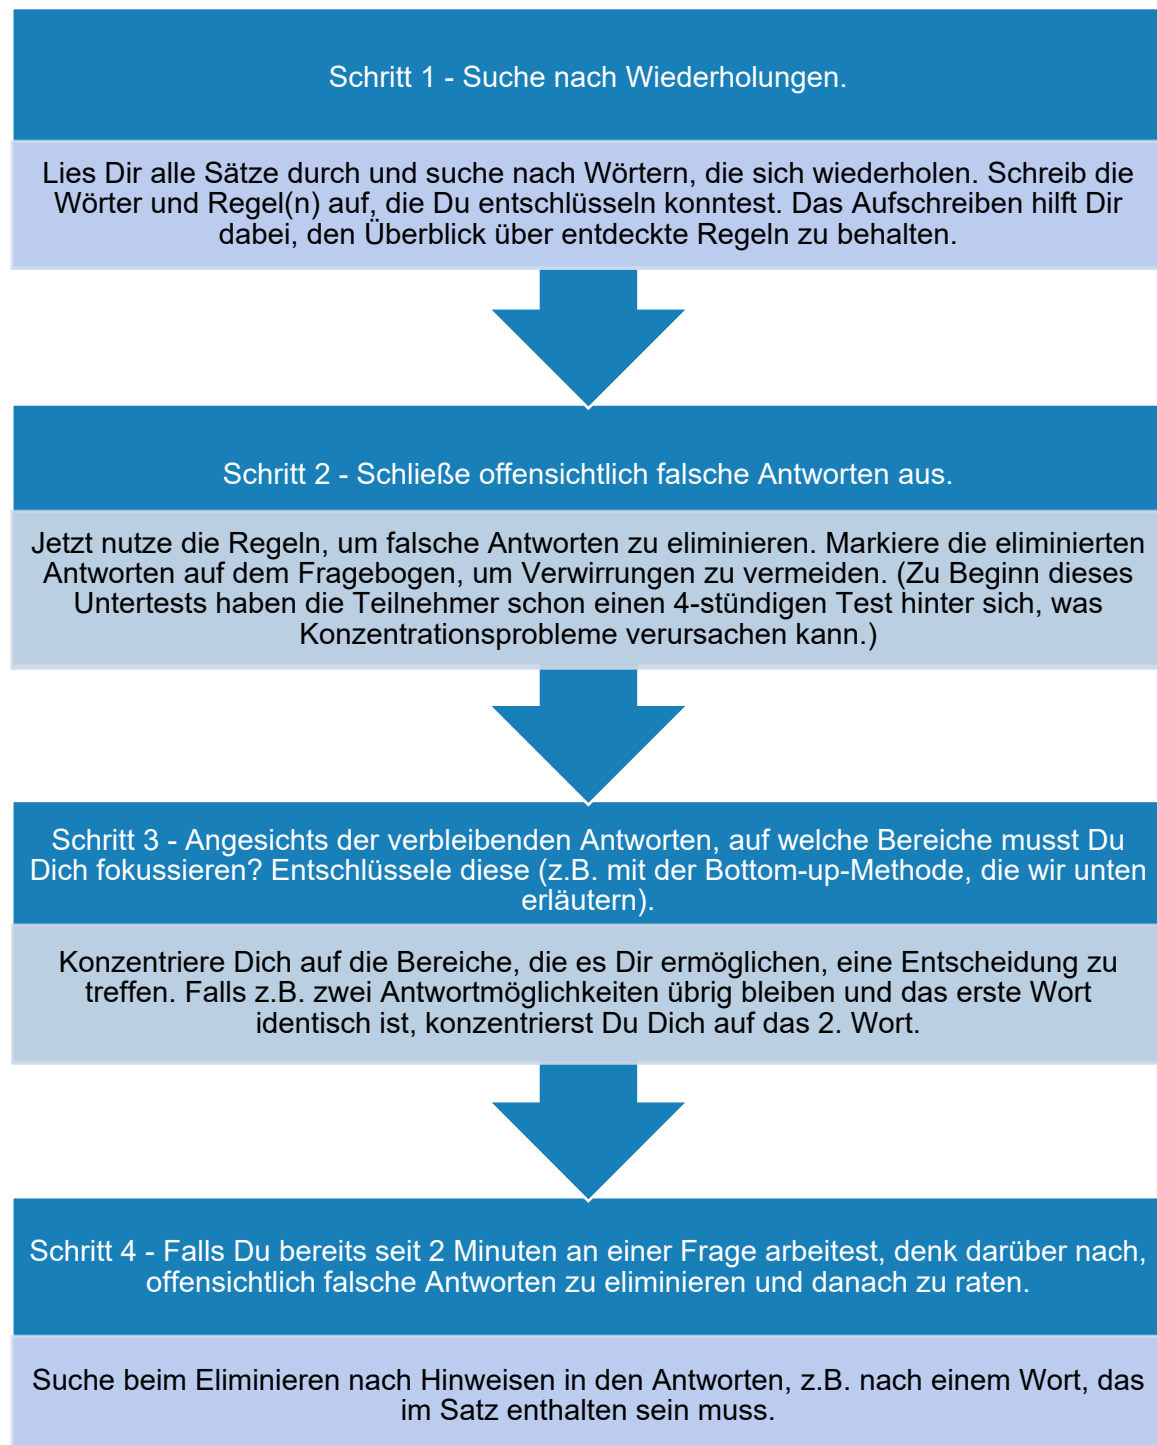 Schritt 1 - Suche nach Wiederholungen.
Lies Dir alle Sätze durch und suche nach Wörtern, die sich wiederholen. Schreib die
Wörter und Regel(n) auf, die Du entschlüsseln konntest. Das Aufschreiben hilft Dir
dabei, den Überblick über entdeckte Regeln zu behalten.
Schritt 2 - Schließe offensichtlich falsche Antworten aus.
Jetzt nutze die Regeln, um falsche Antworten zu eliminieren. Markiere die eliminierten
Antworten auf dem Fragebogen, um Verwirrungen zu vermeiden. (Zu Beginn dieses
Untertests haben die Teilnehmer schon einen 4-stündigen Test hinter sich, was
Konzentrationsprobleme verursachen kann.)
Schritt 3 - Angesichts der verbleibenden Antworten, auf welche Bereiche musst Du
Dich fokussieren? Entschlüssele diese (z.B. mit der Bottom-up-Methode, die wir unten
erläutern).
Konzentriere Dich auf die Bereiche, die es Dir ermöglichen, eine Entscheidung zu
treffen. Falls z.B. zwei Antwortmöglichkeiten übrig bleiben und das erste Wort
identisch ist, konzentrierst Du Dich auf das 2. Wort.
Schritt 4 - Falls Du bereits seit 2 Minuten an einer Frage arbeitest, denk darüber nach,
offensichtlich falsche Antworten zu eliminieren und danach zu raten.
Suche beim Eliminieren nach Hinweisen in den Antworten, z.B. nach einem Wort, das
im Satz enthalten sein muss.